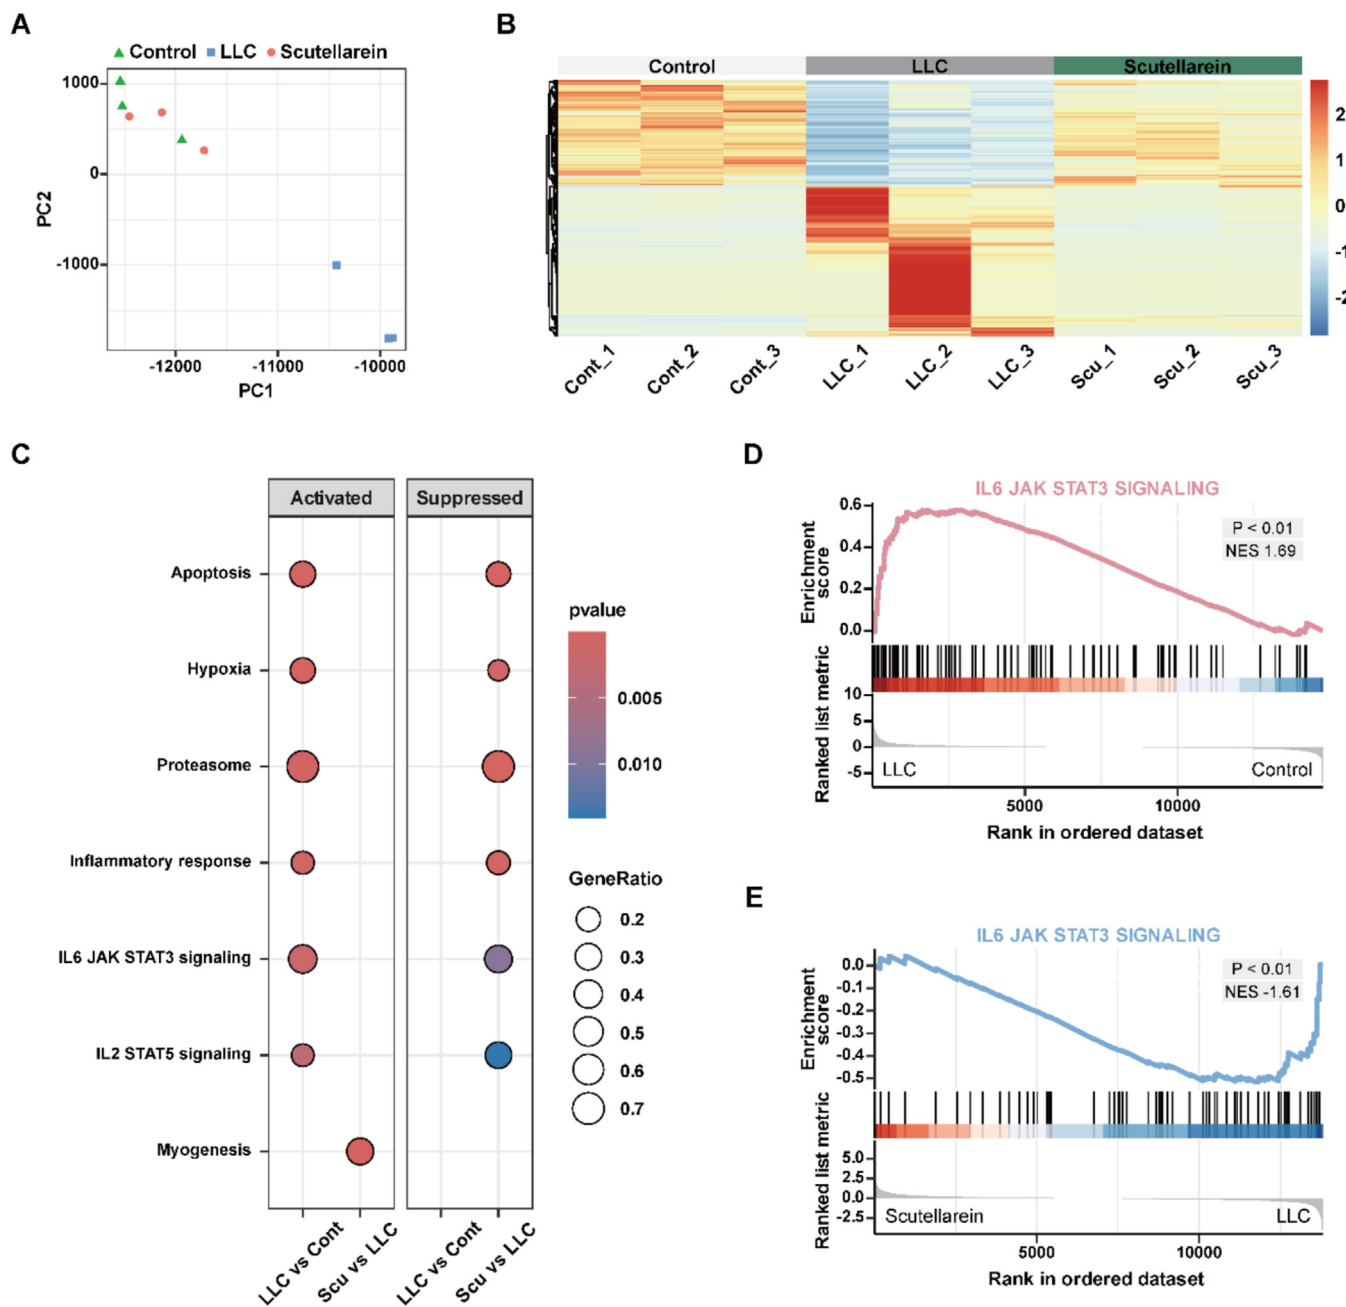 A
Control LLC Scutellarein
1000
0
-1000
PC2
-12000 -11000 -10000
PC1
B
Control LLC Scutellarein
2
0
-1
-2
Cont_1 Cont_2 Cont_3 LLC_1 LLC_2 LLC_3 Scu_1 Scu_2 Scu_3
C
Activated Suppressed
Apoptosis
Hypoxia
Proteasome
Inflammatory response
IL6 JAK STAT3 signaling
IL2 STAT5 signaling
Myogenesis
LLC vs Cont Scu vs LLC LLC vs Cont Scu vs LLC
pvalue
0.005
0.010
GeneRatio
0.2
0.3
0.4
0.5
0.6
0.7
D
IL6 JAK STAT3 SIGNALING
0.6
0.4
0.2
0.0
Enrichment
score
P < 0.01
NES 1.69
Ranked list metric
10
5
0
-5
LLC Control
5000 10000
Rank in ordered dataset
E
IL6 JAK STAT3 SIGNALING
0.0
-0.1
-0.2
-0.3
-0.4
-0.5
Enrichment
score
P < 0.01
NES -1.61
Ranked list metric
5.0
2.5
0.0
-2.5
Scutellarein LLC
5000 10000
Rank in ordered dataset